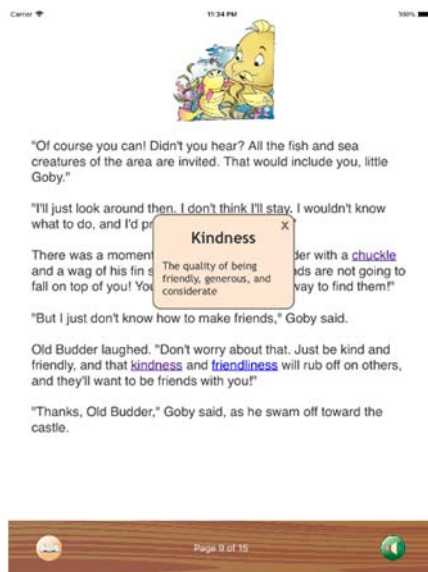 Carrier
11:34 PM
100%
"Of course you can! Didn't you hear? All the fish and sea
creatures of the area are invited. That would include you, little
Goby."
"I'll just look around then. I don't think I'll stay. I wouldn't know
what to do, and I'd
There was a moment der with a chuckle
and a wag of his fin ds are not going to
fall on top of you! You way to find them!"
x
Kindness
The quality of being
friendly, generous, and
considerate
"But I just don't know how to make friends," Goby said.
Old Budder laughed. "Don't worry about that. Just be kind and
friendly, and that kindness and friendliness will rub off on others,
and they'll want to be friends with you!"
"Thanks, Old Budder," Goby said, as he swam off toward the
castle.
Page 9 of 15